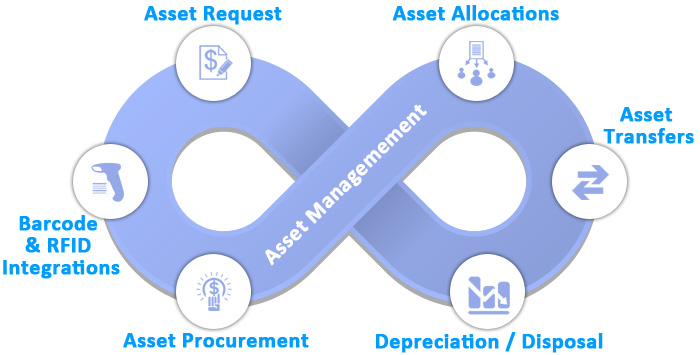 Asset Request
Asset Allocations
Asset
Transfers
Asset Managemement
Barcode
& RFID
Integrations
Asset Procurement
Depreciation / Disposal
$
$